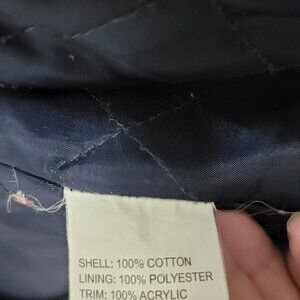 SHELL: 100% COTTON
LINING: 100% POLYESTER
TRIM: 100% ACRYLIC